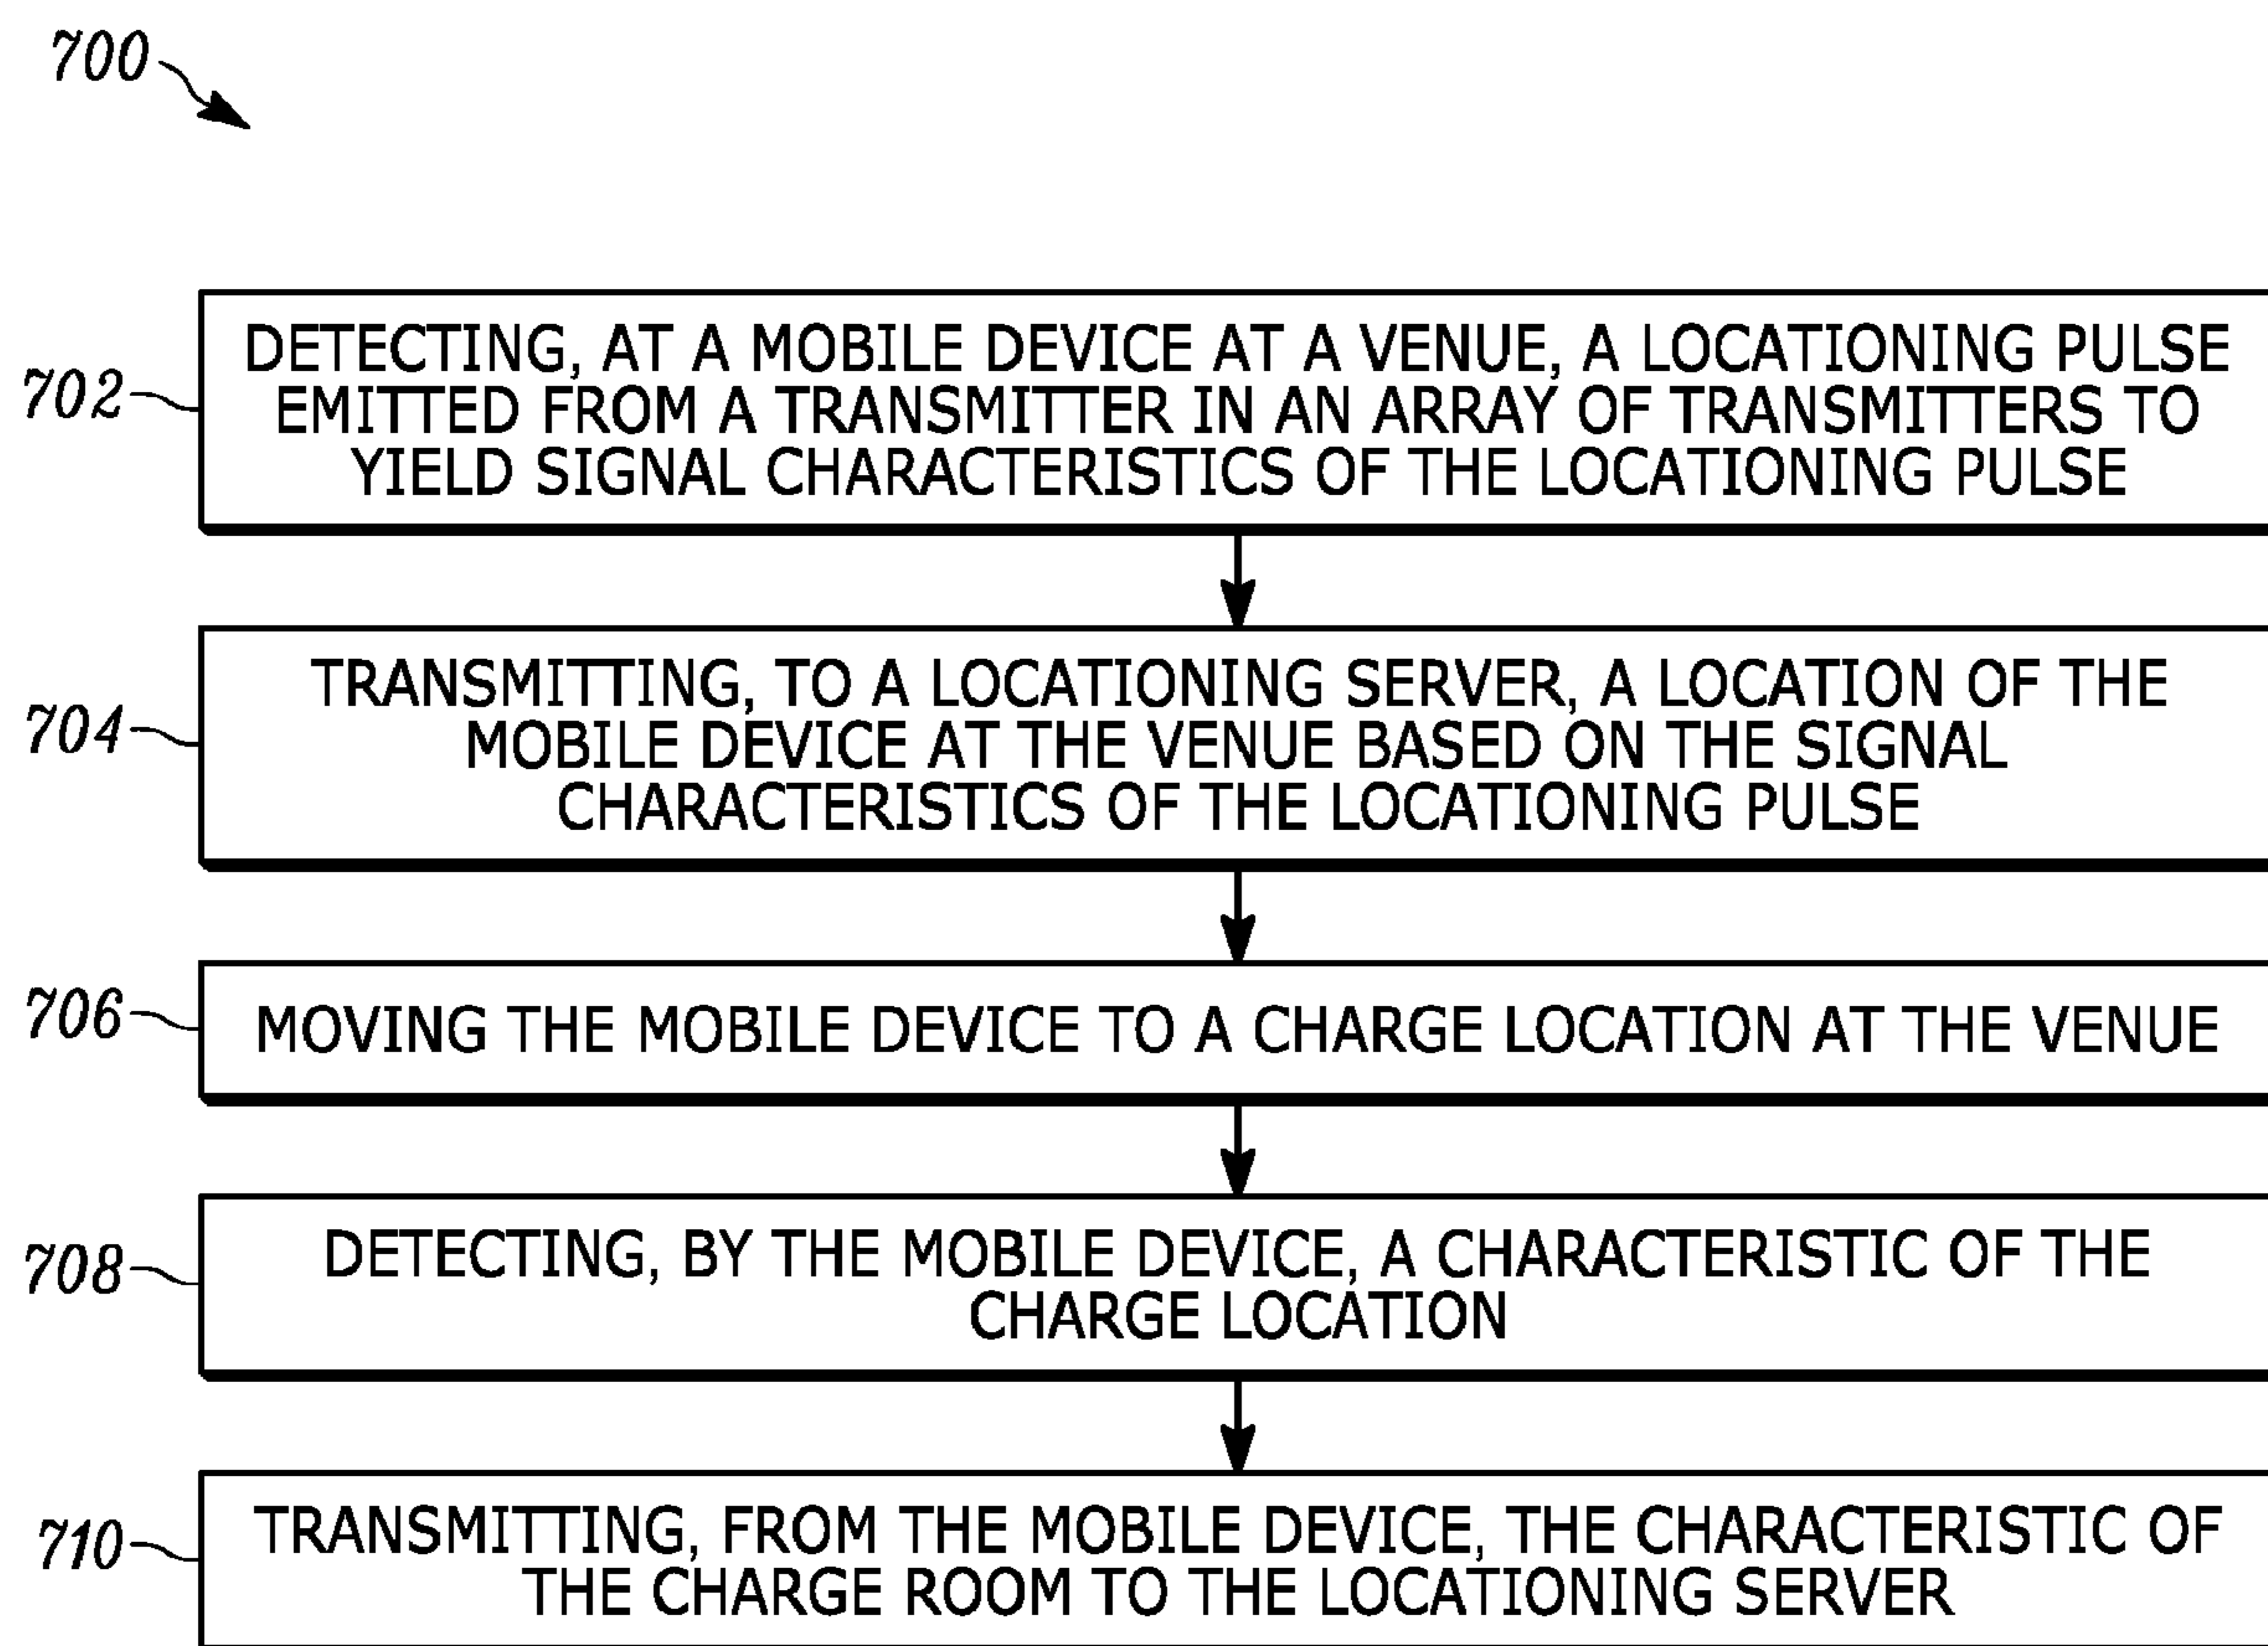 700
702
DETECTING, AT A MOBILE DEVICE AT A VENUE, A LOCATIONING PULSE
EMITTED FROM A TRANSMITTER IN AN ARRAY OF TRANSMITTERS TO
YIELD SIGNAL CHARACTERISTICS OF THE LOCATIONING PULSE
704
TRANSMITTING, TO A LOCATIONING SERVER, A LOCATION OF THE
MOBILE DEVICE AT THE VENUE BASED ON THE SIGNAL
CHARACTERISTICS OF THE LOCATIONING PULSE
706
MOVING THE MOBILE DEVICE TO A CHARGE LOCATION AT THE VENUE
708
DETECTING, BY THE MOBILE DEVICE, A CHARACTERISTIC OF THE
CHARGE LOCATION
710
TRANSMITTING, FROM THE MOBILE DEVICE, THE CHARACTERISTIC OF
THE CHARGE ROOM TO THE LOCATIONING SERVER